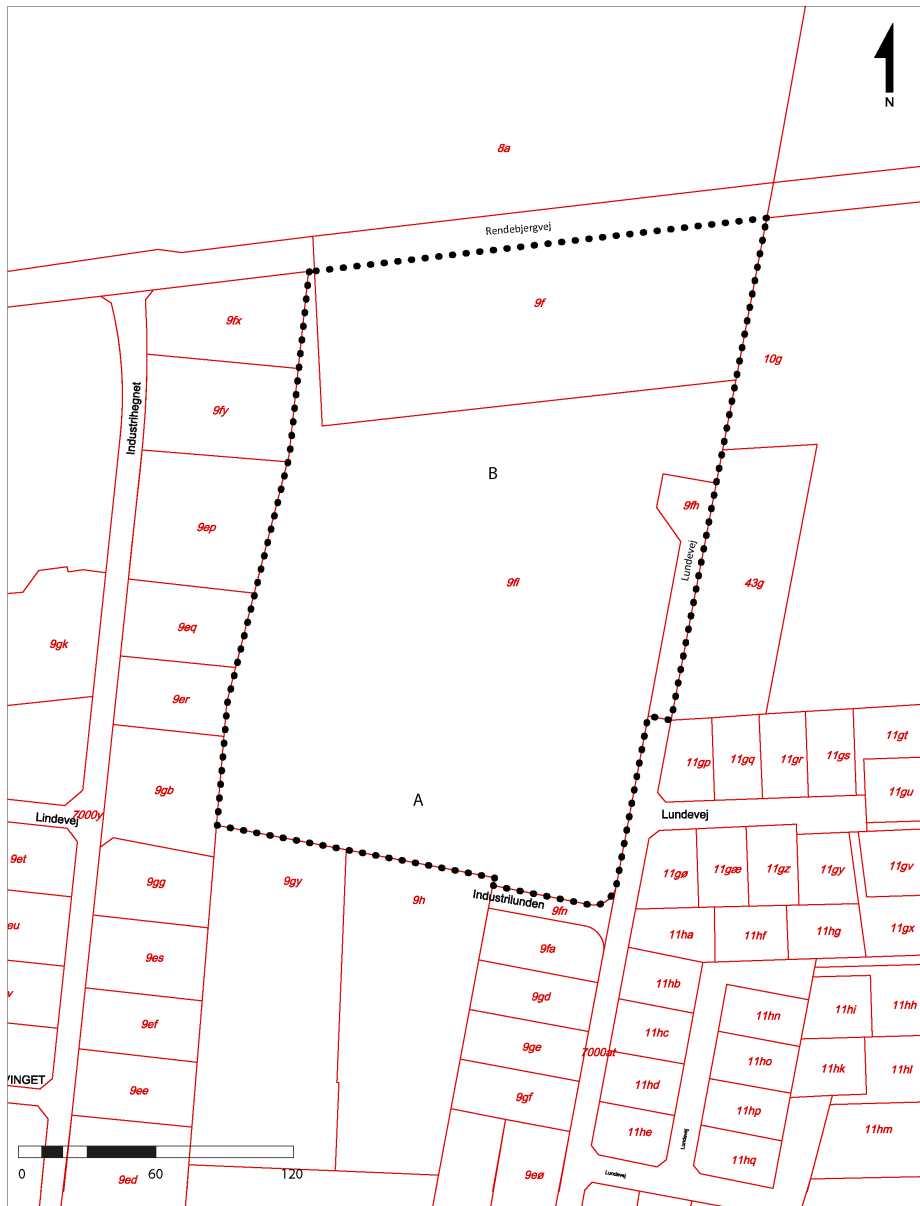 N
8a
Rendebjergvej
9fx
9f
10g
Industrihegnet
9fy
B
9fh
9ep
Lundevej
9fl
43g
9eq
9gk
9er
11gt
11gp
11gq
11gr
11gs
9gb
11gu
A
7000y
Lindevej
Lundevej
9et
9gg
9gy
11gø
11gæ
11gz
11gy
11gv
9h
Industrilunden
9fn
eu
11ha
11hf
11hg
11gx
9es
9fa
11hb
v
9gd
11hn
11hi
11hh
9ef
11hc
9ge
7000at
11ho
11hk
11hl
VINGET
9ee
9gf
11hd
11hp
11hm
11he
Lundevej
11hq
0
60
120
9ed
9eø
Lundevej